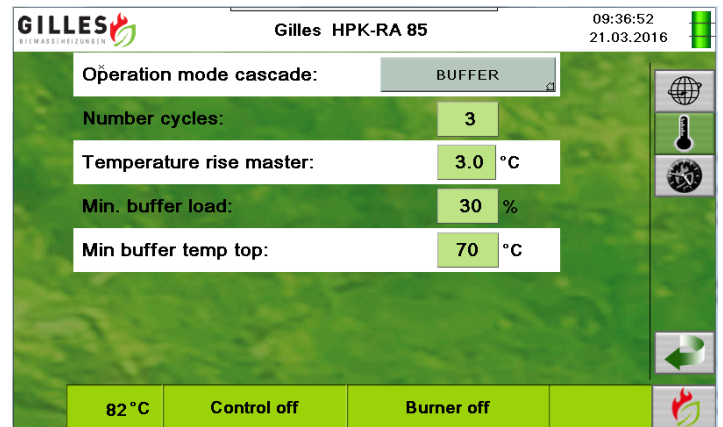 GILLES
BIEMASSEHEIZUNGEN
Gilles HPK-RA 85
09:36:52
21.03.2016
Operation mode cascade: BUFFER
Number cycles: 3
Temperature rise master: 3.0 °C
Min. buffer load: 30 %
Min buffer temp top: 70 °C
82°C Control off Burner off